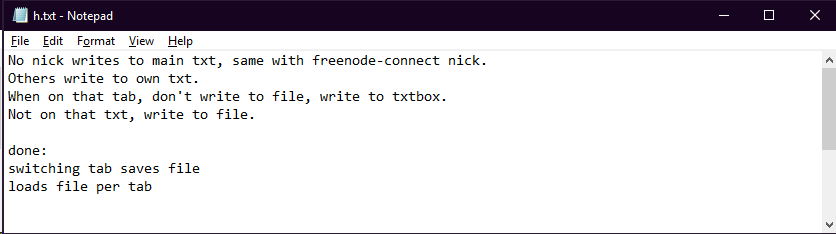 h.txt - Notepad
File Edit Format View Help
No nick writes to main txt, same with freenode-connect nick.
Others write to own txt.
When on that tab, don't write to file, write to txtbox.
Not on that txt, write to file.

done:
switching tab saves file
loads file per tab